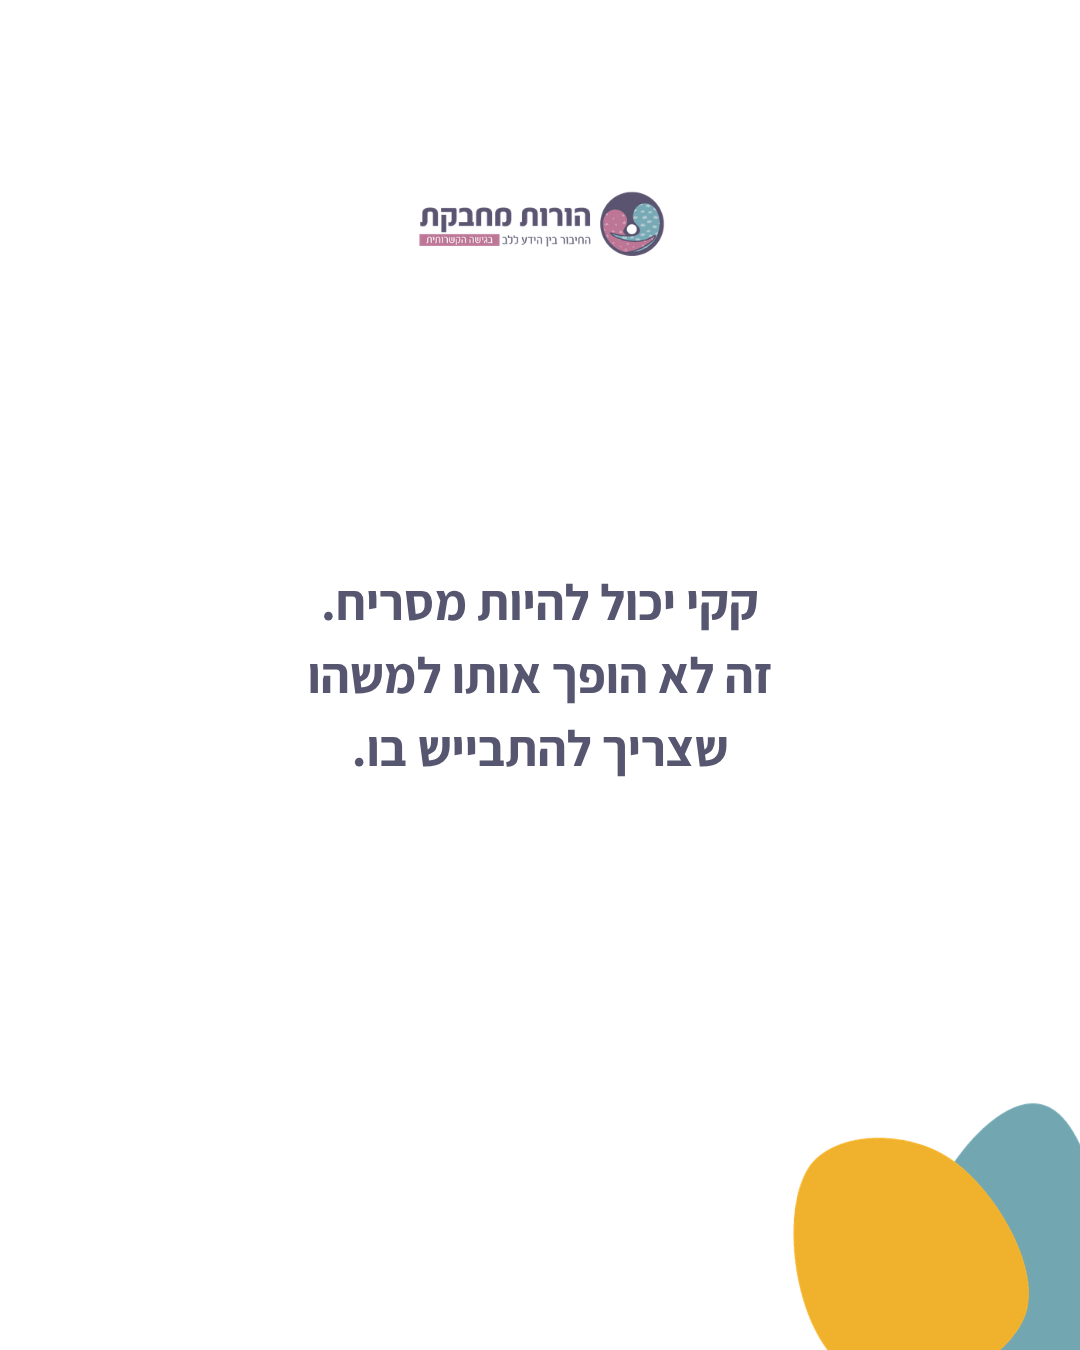 הורות מחבקת
החיבור בין הידע ללב בגישה הקשרותית
קקי יכול להיות מסריח.
זה לא הופך אותו למשהו
שצריך להתבייש בו.